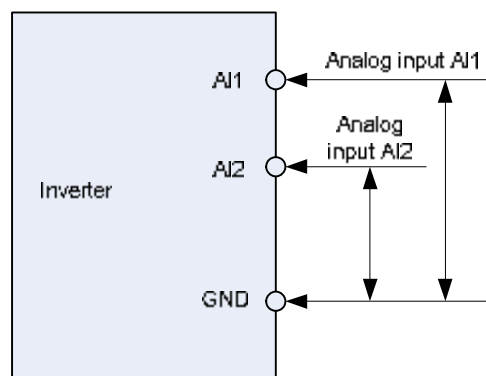 Analog input AI1
AI1
Analog
input AI2
AI2
Inverter
GND